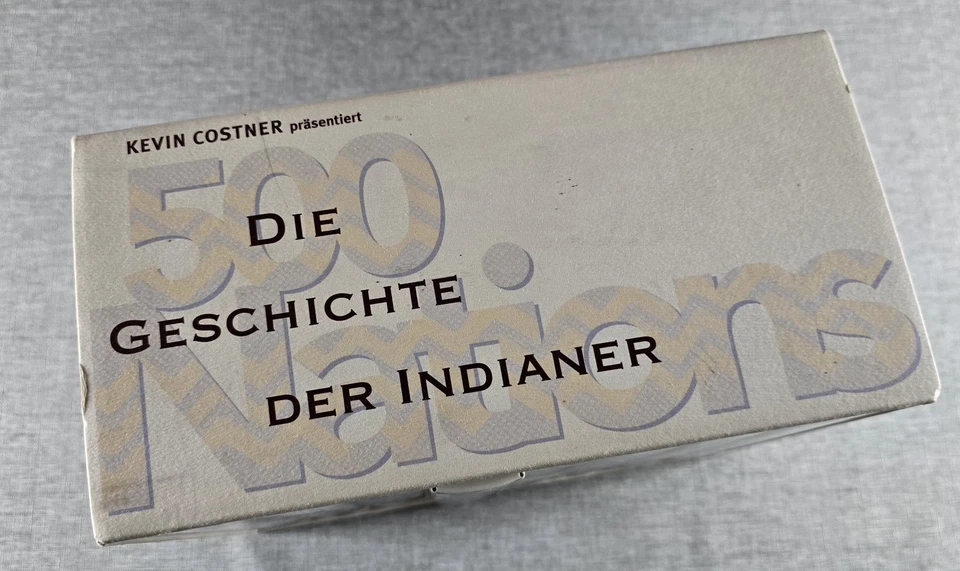 KEVIN COSTNER präsentiert
500
Nations
DIE
GESCHICHTE
DER INDIANER